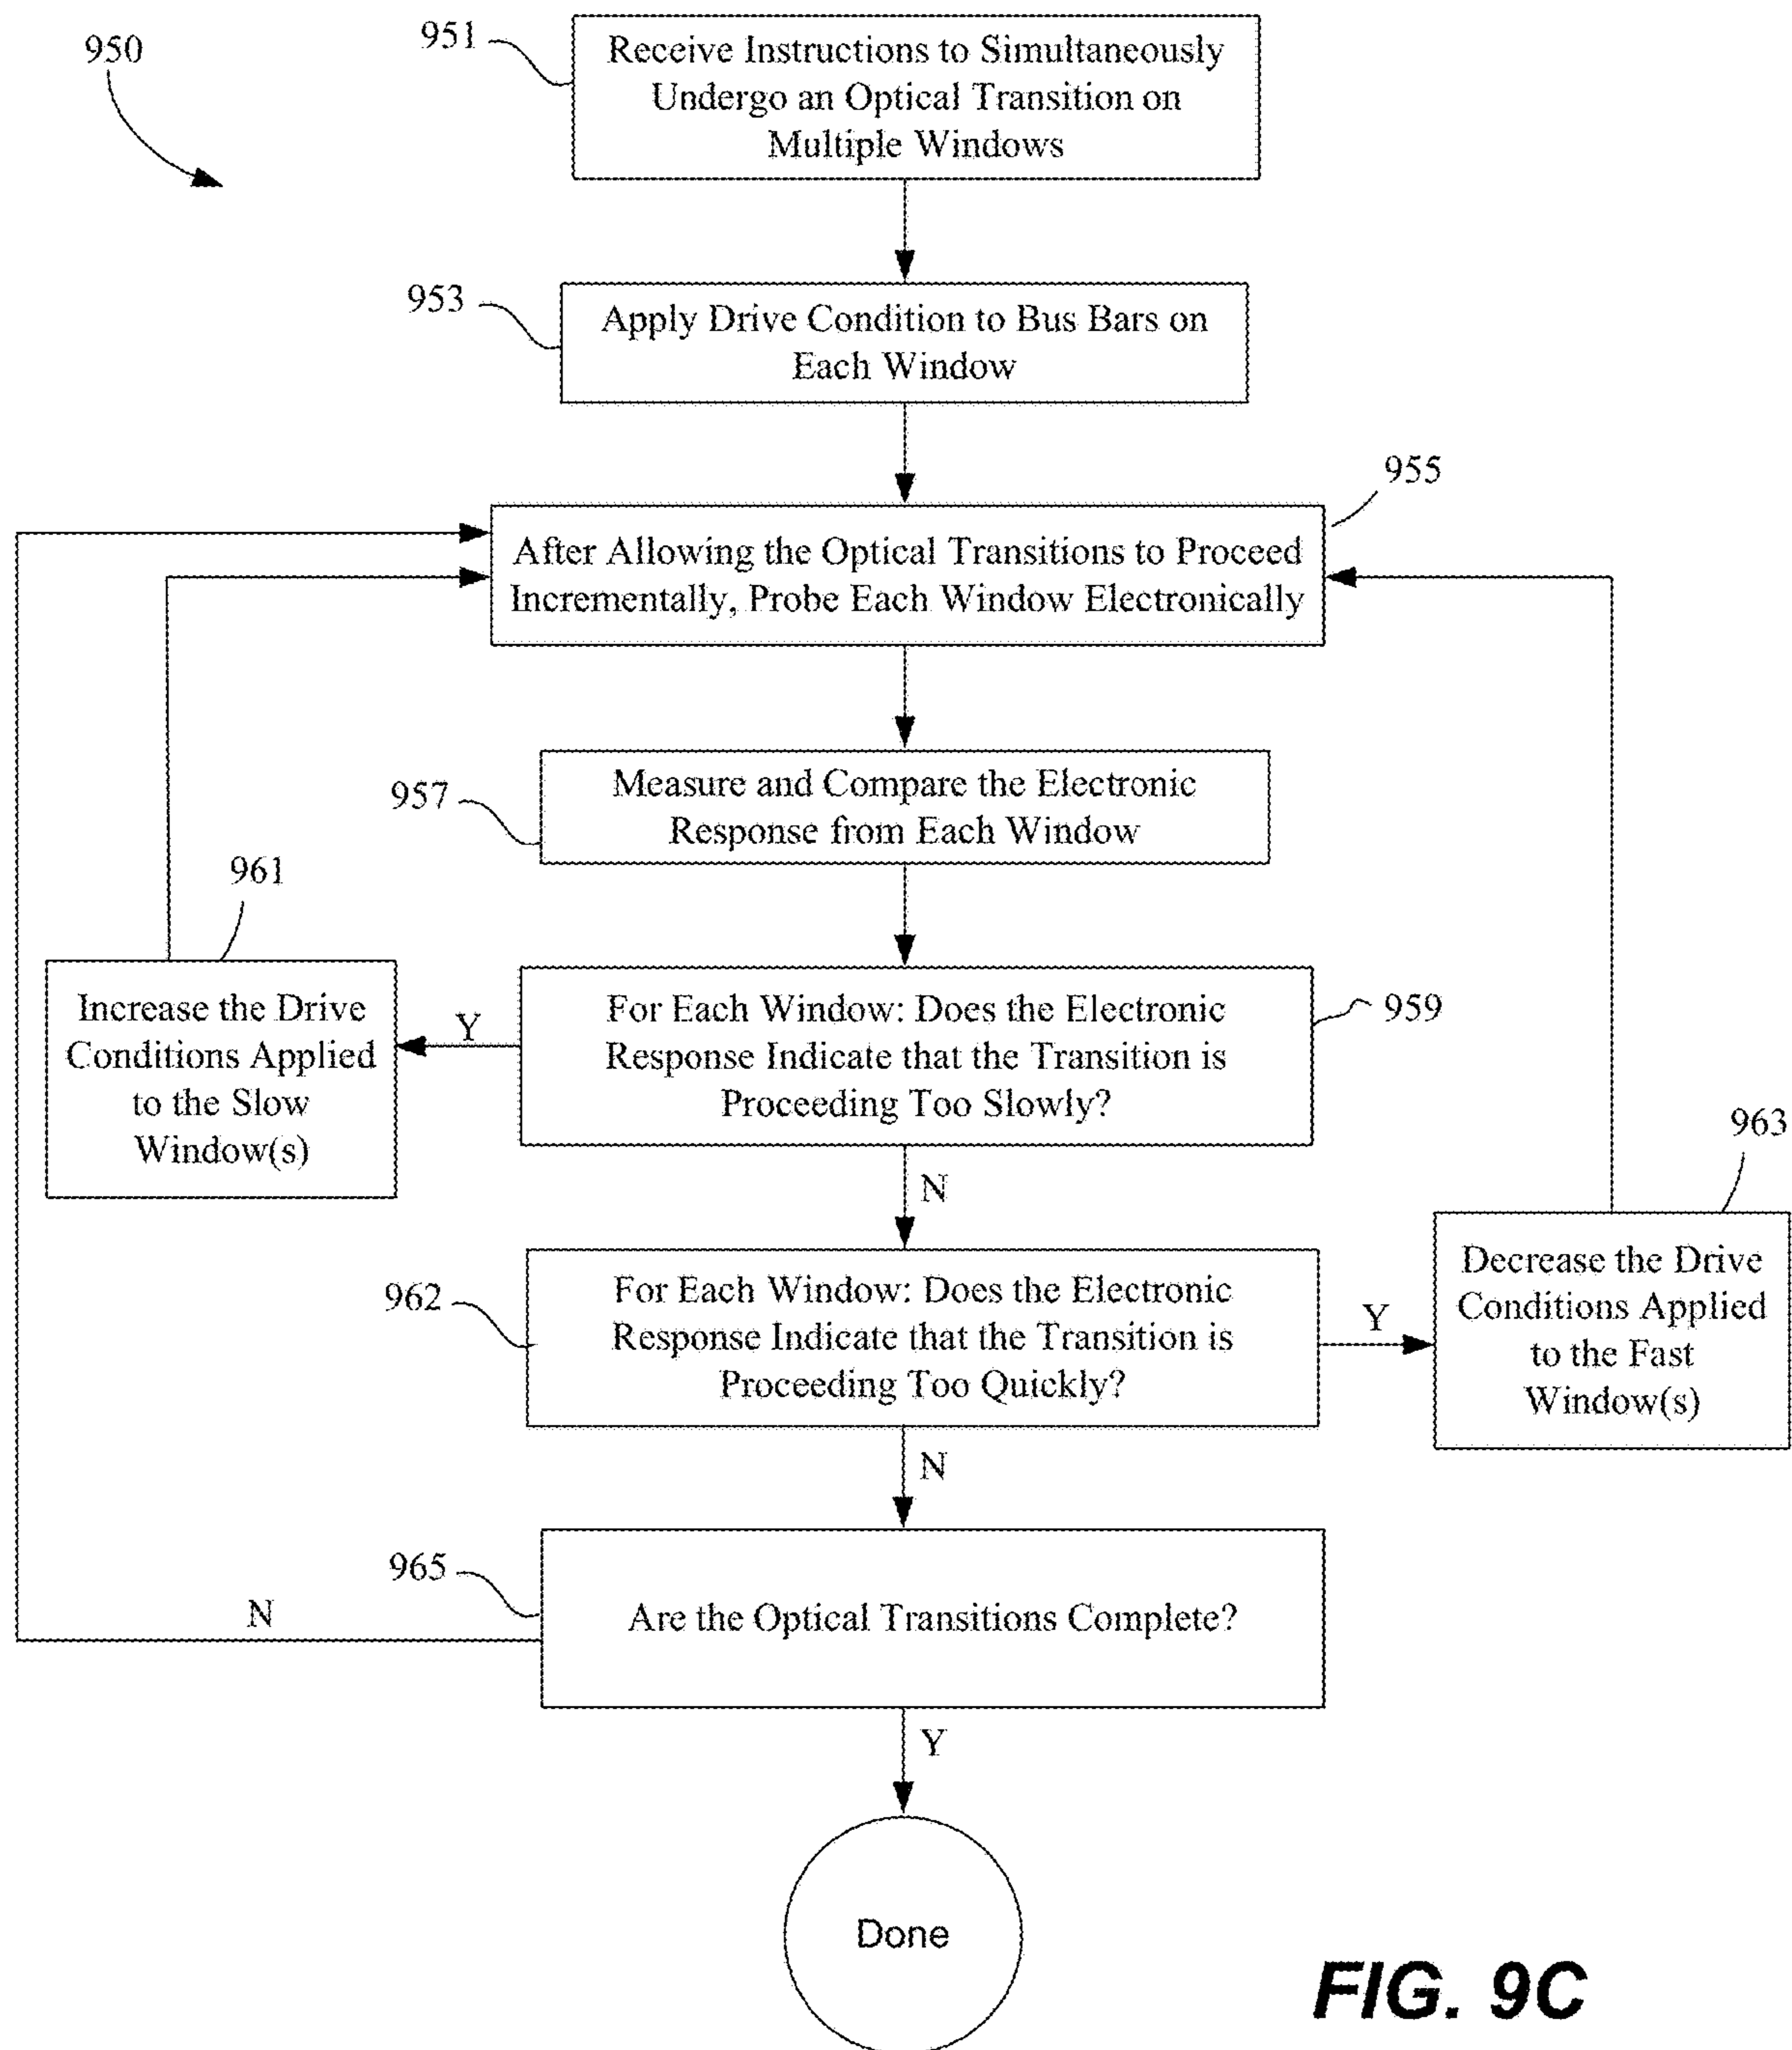 950
951
Receive Instructions to Simultaneously
Undergo an Optical Transition on
Multiple Windows
953
Apply Drive Condition to Bus Bars on
Each Window
955
After Allowing the Optical Transitions to Proceed
Incrementally, Probe Each Window Electronically
957
Measure and Compare the Electronic
Response from Each Window
961
Increase the Drive
Conditions Applied
to the Slow
Window(s)
Y
For Each Window: Does the Electronic
Response Indicate that the Transition is
Proceeding Too Slowly?
959
N
962
For Each Window: Does the Electronic
Response Indicate that the Transition is
Proceeding Too Quickly?
Y
963
Decrease the Drive
Conditions Applied
to the Fast
Window(s)
N
965
Are the Optical Transitions Complete?
N
Y
Done
FIG. 9C